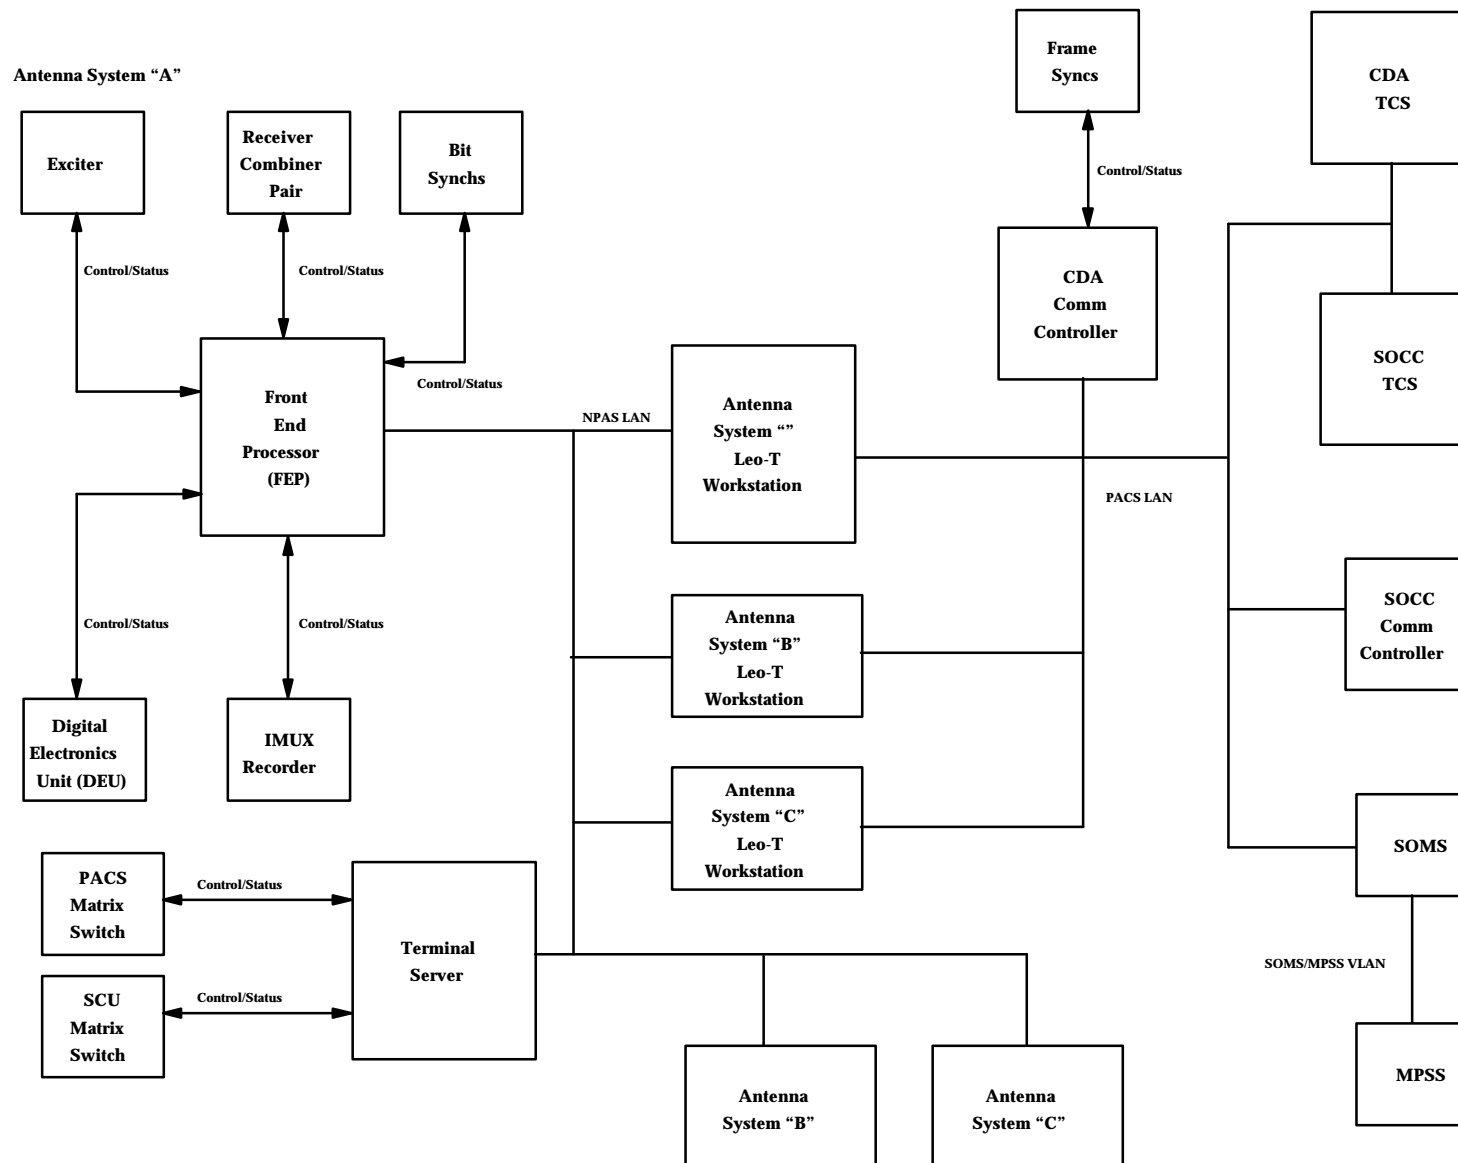 Antenna System “A”
Exciter
Receiver
Combiner
Pair
Bit
Synchs
Frame
Syncs
CDA
TCS
Control/Status
Control/Status
Control/Status
Control/Status
CDA
Comm
Controller
SOCC
TCS
Front
End
Processor
(FEP)
NPAS LAN
Antenna
System “”
Leo-T
Workstation
PACS LAN
Control/Status
Control/Status
Antenna
System “B”
Leo-T
Workstation
SOCC
Comm
Controller
Digital
Electronics
Unit (DEU)
IMUX
Recorder
Antenna
System “C”
Leo-T
Workstation
SOMS
PACS
Matrix
Switch
Control/Status
Terminal
Server
SCU
Matrix
Switch
Control/Status
SOMS/MPSS VLAN
MPSS
Antenna
System “B”
Antenna
System “C”